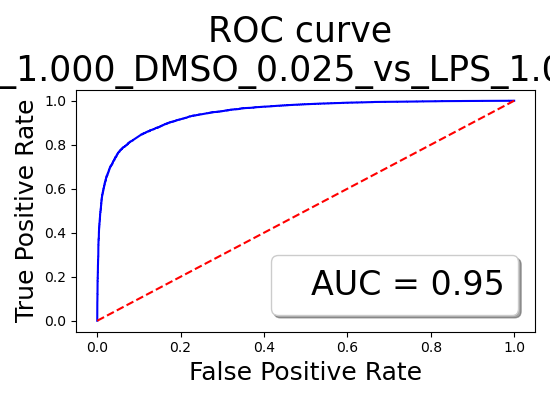 ROC curve
_1.000_DMSO_0.025_vs_LPS_1.0
True Positive Rate
1.0
0.8
0.6
0.4
0.2
0.0
AUC = 0.95
0.0 0.2 0.4 0.6 0.8 1.0
False Positive Rate